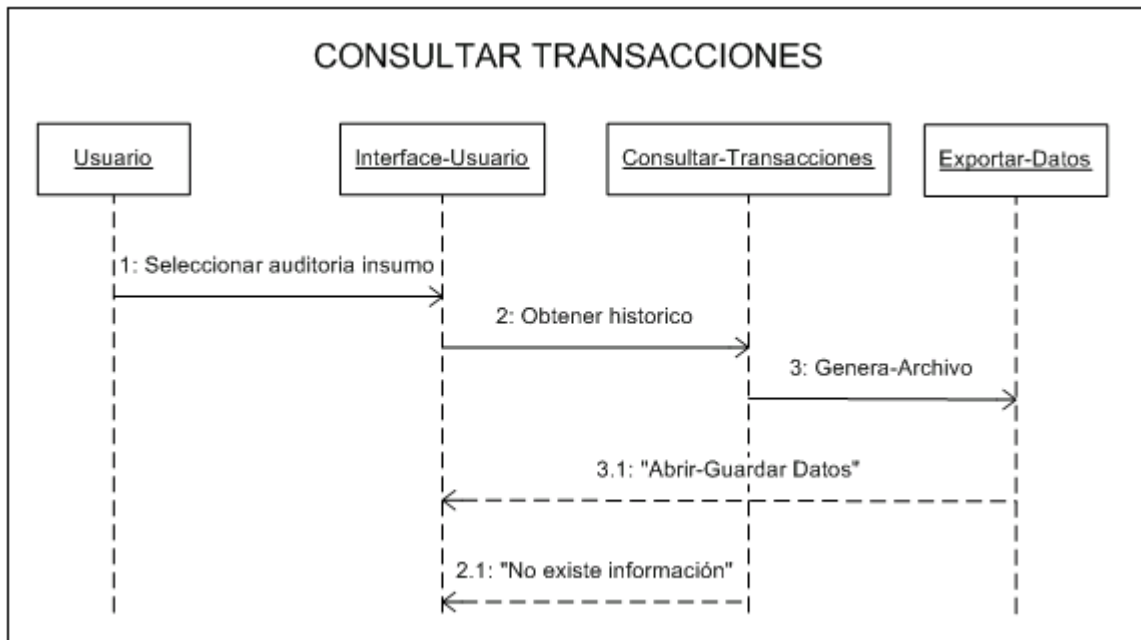 CONSULTAR TRANSACCIONES
Usuario
Interface-Usuario
Consultar-Transacciones
Exportar-Datos
1: Seleccionar auditoria insumo
2: Obtener historico
3: Genera-Archivo
3.1: "Abrir-Guardar Datos"
2.1: "No existe información"